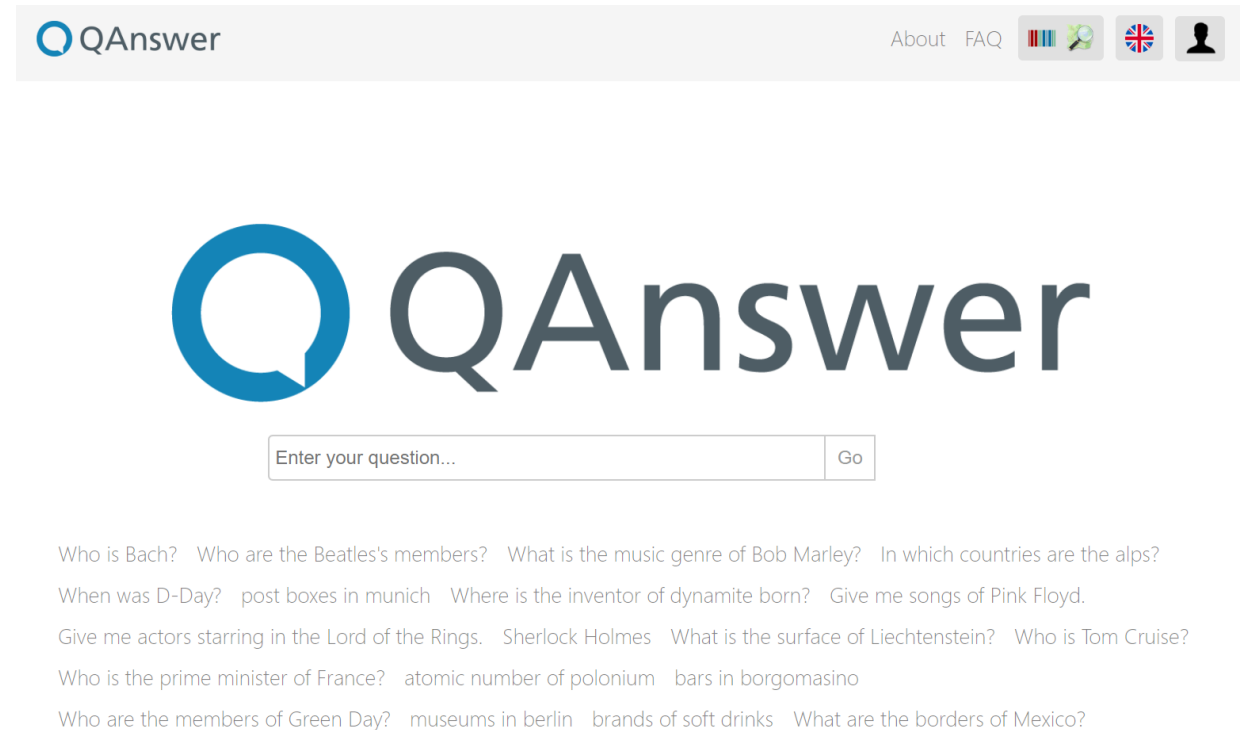 QAnswer About FAQ
QAnswer
Enter your question... Go
Who is Bach? Who are the Beatles's members? What is the music genre of Bob Marley? In which countries are the alps?
When was D-Day? post boxes in munich Where is the inventor of dynamite born? Give me songs of Pink Floyd.
Give me actors starring in the Lord of the Rings. Sherlock Holmes What is the surface of Liechtenstein? Who is Tom Cruise?
Who is the prime minister of France? atomic number of polonium bars in borgomasino
Who are the members of Green Day? museums in berlin brands of soft drinks What are the borders of Mexico?